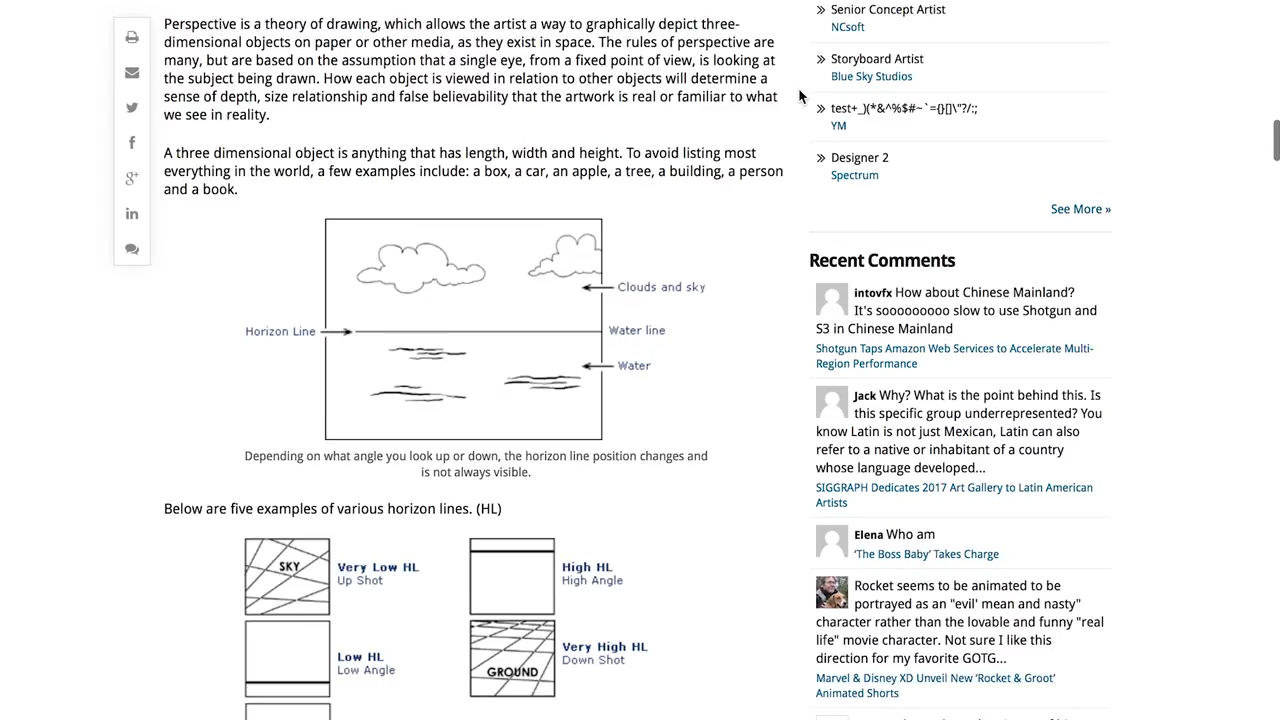 Perspective is a theory of drawing, which allows the artist a way to graphically depict three-
dimensional objects on paper or other media, as they exist in space. The rules of perspective are
many, but are based on the assumption that a single eye, from a fixed point of view, is looking at
the subject being drawn. How each object is viewed in relation to other objects will determine a
sense of depth, size relationship and false believability that the artwork is real or familiar to what
we see in reality.
A three dimensional object is anything that has length, width and height. To avoid listing most
everything in the world, a few examples include: a box, a car, an apple, a tree, a building, a person
and a book.
Clouds and sky
Horizon Line
Water line
Water
Depending on what angle you look up or down, the horizon line position changes and
is not always visible.
Below are five examples of various horizon lines. (HL)
SKY
Very Low HL
Up Shot
High HL
High Angle
Low HL
Low Angle
GROUND
Very High HL
Down Shot
Senior Concept Artist
NCsoft
Storyboard Artist
Blue Sky Studios
test+_)(*&^%$#~`={}[]\"?/:;
YM
Designer 2
Spectrum
See More »
Recent Comments
intovfx How about Chinese Mainland?
It's sooooooooo slow to use Shotgun and
S3 in Chinese Mainland
Shotgun Taps Amazon Web Services to Accelerate Multi-
Region Performance
Jack Why? What is the point behind this. Is
this specific group underrepresented? You
know Latin is not just Mexican, Latin can also
refer to a native or inhabitant of a country
whose language developed...
SIGGRAPH Dedicates 2017 Art Gallery to Latin American
Artists
Elena Who am
‘The Boss Baby’ Takes Charge
Rocket seems to be animated to be
portrayed as an "evil' mean and nasty"
character rather than the lovable and funny "real
life" movie character. Not sure I like this
direction for my favorite GOTG...
Marvel & Disney XD Unveil New ‘Rocket & Groot’
Animated Shorts